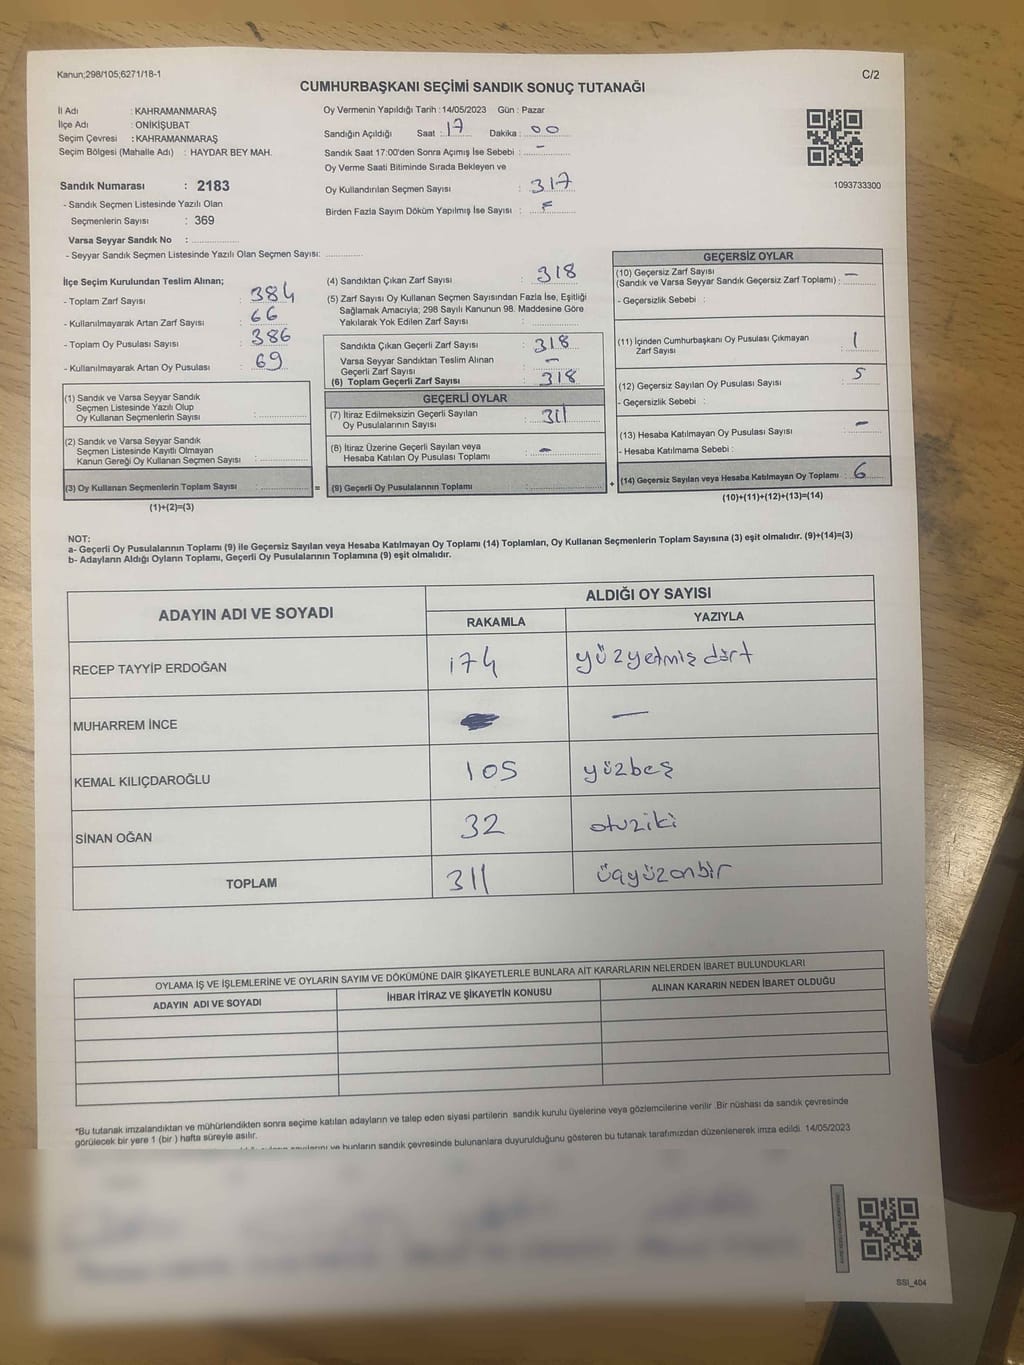 Kanun;298/105;6271/18-1
C/2
CUMHURBAŞKANI SEÇİMİ SANDIK SONUÇ TUTANAĞI
İl Adı : KAHRAMANMARAŞ
İlçe Adı : ONİKİŞUBAT
Seçim Çevresi : KAHRAMANMARAŞ
Seçim Bölgesi (Mahalle Adı) : HAYDAR BEY MAH.
Sandık Numarası : 2183
- Sandık Seçmen Listesinde Yazılı Olan
Seçmenlerin Sayısı : 369
Varsa Seyyar Sandık No :
- Seyyar Sandık Seçmen Listesinde Yazılı Olan Seçmen Sayısı:
Oy Vermenin Yapıldığı Tarih : 14/05/2023 Gün : Pazar
Sandığın Açıldığı Saat : 17 Dakika : 00
Sandık Saat 17:00'den Sonra Açımış İse Sebebi : -
Oy Verme Saati Bitiminde Sırada Bekleyen ve
Oy Kullandırılan Seçmen Sayısı : 317
Birden Fazla Sayım Döküm Yapılmış İse Sayısı :
1093733300
İlçe Seçim Kurulundan Teslim Alınan;
- Toplam Zarf Sayısı : 384
- Kullanılmayarak Artan Zarf Sayısı : 66
- Toplam Oy Pusulası Sayısı : 386
- Kullanılmayarak Artan Oy Pusulası : 69
(1) Sandık ve Varsa Seyyar Sandık
Seçmen Listesinde Yazılı Olup
Oy Kullanan Seçmenlerin Sayısı :
(2) Sandık ve Varsa Seyyar Sandık
Seçmen Listesinde Kayıtlı Olmayan
Kanun Gereği Oy Kullanan Seçmen Sayısı :
(3) Oy Kullanan Seçmenlerin Toplam Sayısı :
(1)+(2)=(3)
(4) Sandıktan Çıkan Zarf Sayısı : 318
(5) Zarf Sayısı Oy Kullanan Seçmen Sayısından Fazla İse, Eşitliği
Sağlamak Amacıyla; 298 Sayılı Kanunun 98. Maddesine Göre
Yakılarak Yok Edilen Zarf Sayısı :
Sandıkta Çıkan Geçerli Zarf Sayısı : 318
Varsa Seyyar Sandıktan Teslim Alınan
Geçerli Zarf Sayısı : -
(6) Toplam Geçerli Zarf Sayısı : 318
GEÇERLİ OYLAR
(7) İtiraz Edilmeksizin Geçerli Sayılan
Oy Pusulalarının Sayısı : 311
(8) İtiraz Üzerine Geçerli Sayılan veya
Hesaba Katılan Oy Pusulası Toplamı : -
= (9) Geçerli Oy Pusulalarının Toplamı :
GEÇERSİZ OYLAR
(10) Geçersiz Zarf Sayısı
(Sandık ve Varsa Seyyar Sandık Geçersiz Zarf Toplamı) : -
- Geçersizlik Sebebi :
(11) İçinden Cumhurbaşkanı Oy Pusulası Çıkmayan
Zarf Sayısı : 1
(12) Geçersiz Sayılan Oy Pusulası Sayısı : 5
- Geçersizlik Sebebi :
(13) Hesaba Katılmayan Oy Pusulası Sayısı : -
- Hesaba Katılmama Sebebi :
+ (14) Geçersiz Sayılan veya Hesaba Katılmayan Oy Toplamı : 6
(10)+(11)+(12)+(13)=(14)
NOT:
a- Geçerli Oy Pusulalarının Toplamı (9) ile Geçersiz Sayılan veya Hesaba Katılmayan Oy Toplamı (14) Toplamları, Oy Kullanan Seçmenlerin Toplam Sayısına (3) eşit olmalıdır. (9)+(14)=(3)
b- Adayların Aldığı Oyların Toplamı, Geçerli Oy Pusulalarının Toplamına (9) eşit olmalıdır.
ADAYIN ADI VE SOYADI
ALDIĞI OY SAYISI
RAKAMLA YAZIYLA
RECEP TAYYİP ERDOĞAN 174 yüzyetmiş dört
MUHARREM İNCE -
KEMAL KILIÇDAROĞLU 105 yüzbeş
SİNAN OĞAN 32 otuziki
TOPLAM 311 üçyüzonbir
OYLAMA İŞ VE İŞLEMLERİNE VE OYLARIN SAYIM VE DÖKÜMÜNE DAİR ŞİKAYETLERLE BUNLARA AİT KARARLARIN NELERDEN İBARET BULUNDUKLARI
ADAYIN ADI VE SOYADI İHBAR İTİRAZ VE ŞİKAYETİN KONUSU ALINAN KARARIN NEDEN İBARET OLDUĞU
*Bu tutanak imzalandıktan ve mühürlendikten sonra seçime katılan adayların ve talep eden siyasi partilerin sandık kurulu üyelerine veya gözlemcilerine verilir .Bir nüshası da sandık çevresinde
görülecek bir yere 1 (bir ) hafta süreyle asılır.
ve bunların sandık çevresinde bulunanlara duyurulduğunu gösteren bu tutanak tarafımızdan düzenlenerek imza edildi. 14/05/2023
SSI_404